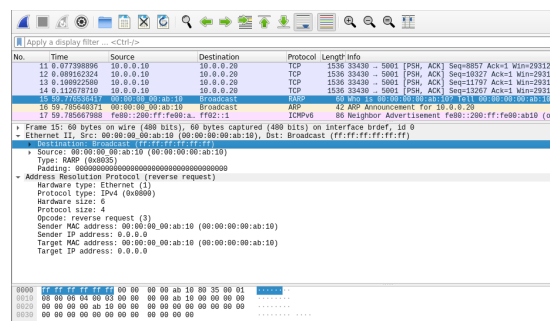 Apply a display filter ... <Ctrl-/>
No. Time Source Destination Protocol Length Info
11 0.077398896 10.0.0.10 10.0.0.20 TCP 1536 33430 → 5001 [PSH, ACK] Seq=8857 Ack=1 Win=29312
12 0.089162324 10.0.0.10 10.0.0.20 TCP 1536 33430 → 5001 [PSH, ACK] Seq=10327 Ack=1 Win=2931
13 0.100922580 10.0.0.10 10.0.0.20 TCP 1536 33430 → 5001 [PSH, ACK] Seq=11797 Ack=1 Win=2931
14 0.112678710 10.0.0.10 10.0.0.20 TCP 1536 33430 → 5001 [PSH, ACK] Seq=13267 Ack=1 Win=2931
15 59.776536417 00:00:00_00:ab:10 Broadcast RARP 60 Who is 00:00:00:00:ab:10? Tell 00:00:00:00:ab:10
16 59.785640371 00:00:00_00:ab:10 Broadcast ARP 42 ARP Announcement for 10.0.0.20
17 59.785667988 fe80::200:ff:fe00:a… ff02::1 ICMPv6 86 Neighbor Advertisement fe80::200:ff:fe00:ab10 (o
Frame 15: 60 bytes on wire (480 bits), 60 bytes captured (480 bits) on interface brdef, id 0
Ethernet II, Src: 00:00:00_00:ab:10 (00:00:00:00:ab:10), Dst: Broadcast (ff:ff:ff:ff:ff:ff)
Destination: Broadcast (ff:ff:ff:ff:ff:ff)
Source: 00:00:00_00:ab:10 (00:00:00:00:ab:10)
Type: RARP (0x8035)
Padding: 000000000000000000000000000000000000
Address Resolution Protocol (reverse request)
Hardware type: Ethernet (1)
Protocol type: IPv4 (0x0800)
Hardware size: 6
Protocol size: 4
Opcode: reverse request (3)
Sender MAC address: 00:00:00_00:ab:10 (00:00:00:00:ab:10)
Sender IP address: 0.0.0.0
Target MAC address: 00:00:00_00:ab:10 (00:00:00:00:ab:10)
Target IP address: 0.0.0.0
0000 ff ff ff ff ff ff 00 00 00 00 ab 10 80 35 00 01
0010 08 00 06 04 00 03 00 00 00 00 ab 10 00 00 00 00
0020 00 00 00 00 ab 10 00 00 00 00 00 00 00 00 00 00
0030 00 00 00 00 00 00 00 00 00 00 00 00